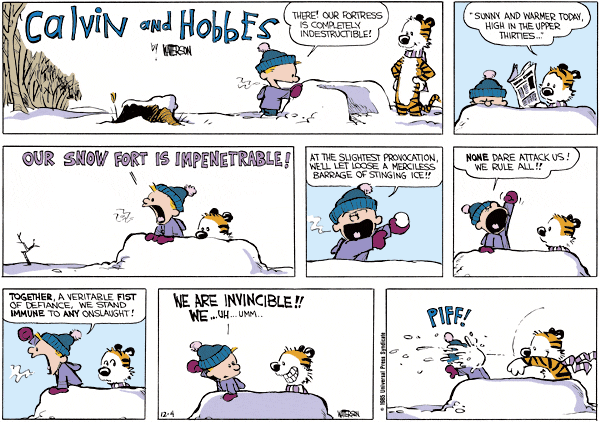 Calvin and Hobbes
by WATTERSON
THERE! OUR FORTRESS
IS COMPLETELY
INDESTRUCTIBLE!
"SUNNY AND WARMER TODAY,
HIGH IN THE UPPER
THIRTIES..."
OUR SNOW FORT IS IMPENETRABLE!
AT THE SLIGHTEST PROVOCATION,
WE'LL LET LOOSE A MERCILESS
BARRAGE OF STINGING ICE!!
NONE DARE ATTACK US!
WE RULE ALL!!
TOGETHER, A VERITABLE FIST
OF DEFIANCE, WE STAND
IMMUNE TO ANY ONSLAUGHT!
WE ARE INVINCIBLE!!
WE...UH...UMM..
12-4
WATTERSON
PIFF!
© 1985 Universal Press Syndicate